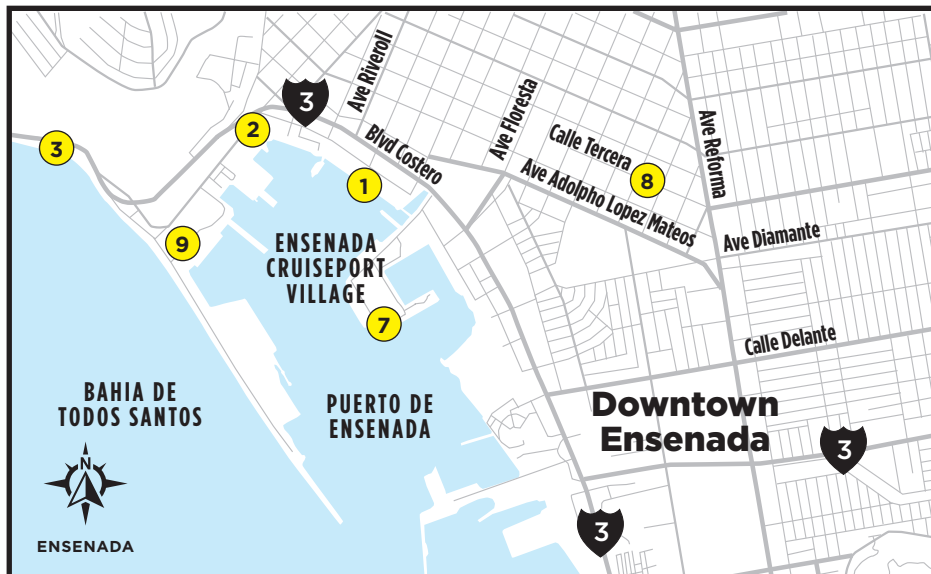 3
Ave Riveroll
Blvd Costero
Ave Floresta
Calle Tercera
Ave Adolpho Lopez Mateos
Ave Reforma
Ave Diamante
Calle Delante
3
2
1
8
9
7
ENSENADA
CRUISEPORT
VILLAGE
BAHIA DE
TODOS SANTOS
PUERTO DE
ENSENADA
Downtown
Ensenada
3
3
N
ENSENADA